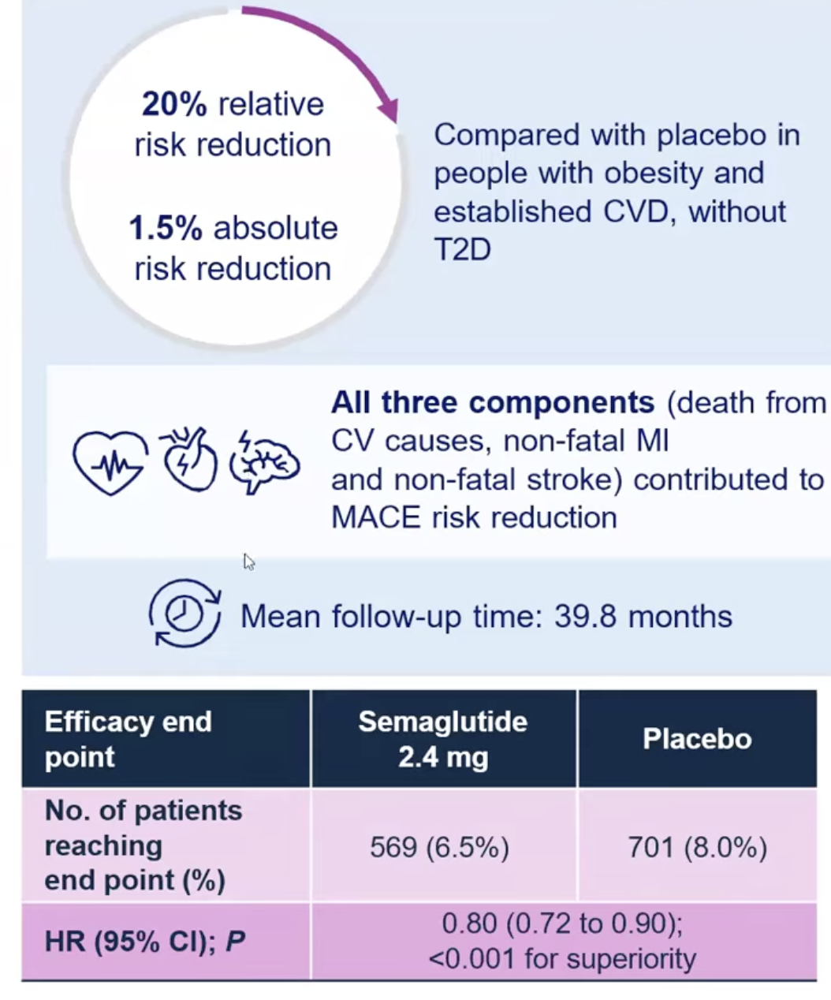 20% relative
risk reduction
1.5% absolute
risk reduction
Compared with placebo in
people with obesity and
established CVD, without
T2D
All three components (death from
CV causes, non-fatal MI
and non-fatal stroke) contributed to
MACE risk reduction
Mean follow-up time: 39.8 months
Efficacy end
point
Semaglutide
2.4 mg
Placebo
No. of patients
reaching
end point (%)
569 (6.5%)
701 (8.0%)
HR (95% CI); P
0.80 (0.72 to 0.90);
<0.001 for superiority